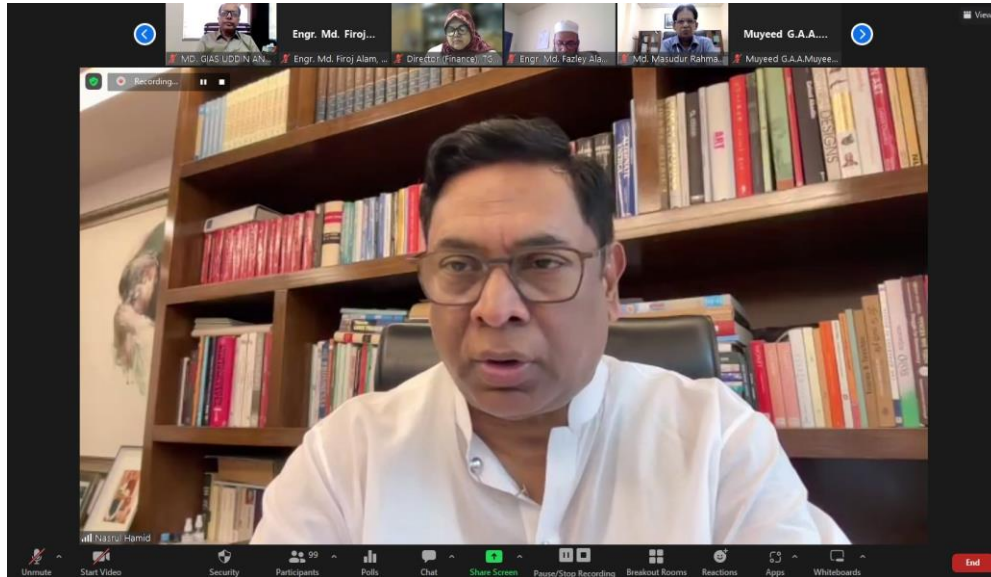 View
Engr. Md. Firoj...
Muyeed G.A.A....
MD. GIAS UDDIN AN...
Engr. Md. Firoj Alam, ...
Director (Finance), TG...
Engr. Md. Fazley Ala...
Md. Masudur Rahma...
Muyeed G.A.A.Muyee...
Recording...
ART
DESIGNS
Nasrul Hamid
99
Unmute
Start Video
Security
Participants
Polls
Chat
Share Screen
Pause/Stop Recording
Breakout Rooms
Reactions
Apps
Whiteboards
End